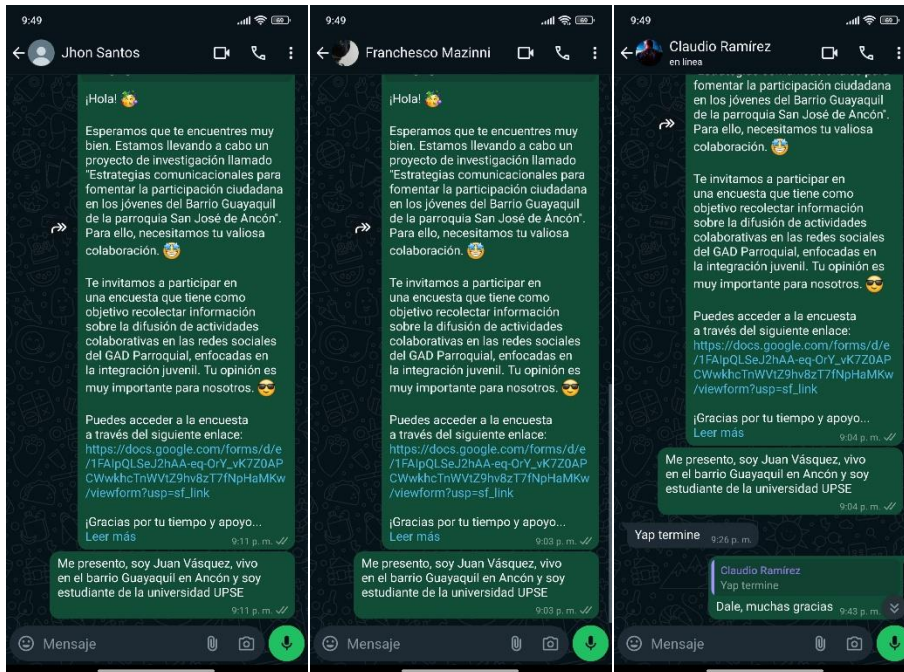 9:49
60
Jhon Santos
¡Hola!
Esperamos que te encuentres muy
bien. Estamos llevando a cabo un
proyecto de investigación llamado
"Estrategias comunicacionales para
fomentar la participación ciudadana
en los jóvenes del Barrio Guayaquil
de la parroquia San José de Ancón".
Para ello, necesitamos tu valiosa
colaboración.
Te invitamos a participar en
una encuesta que tiene como
objetivo recolectar información
sobre la difusión de actividades
colaborativas en las redes sociales
del GAD Parroquial, enfocadas en
la integración juvenil. Tu opinión es
muy importante para nosotros.
Puedes acceder a la encuesta
a través del siguiente enlace:
https://docs.google.com/forms/d/e
/1FAIpQLSeJ2hAA-eq-OrY_vK7Z0AP
CWwkhcTnWVtZ9hv8zT7fNpHaMKw
/viewform?usp=sf_link
¡Gracias por tu tiempo y apoyo...
Leer más
9:11 p. m.
Me presento, soy Juan Vásquez, vivo
en el barrio Guayaquil en Ancón y soy
estudiante de la universidad UPSE
9:11 p. m.
Mensaje
9:49
60
Franchesco Mazinni
¡Hola!
Esperamos que te encuentres muy
bien. Estamos llevando a cabo un
proyecto de investigación llamado
"Estrategias comunicacionales para
fomentar la participación ciudadana
en los jóvenes del Barrio Guayaquil
de la parroquia San José de Ancón".
Para ello, necesitamos tu valiosa
colaboración.
Te invitamos a participar en
una encuesta que tiene como
objetivo recolectar información
sobre la difusión de actividades
colaborativas en las redes sociales
del GAD Parroquial, enfocadas en
la integración juvenil. Tu opinión es
muy importante para nosotros.
Puedes acceder a la encuesta
a través del siguiente enlace:
https://docs.google.com/forms/d/e
/1FAIpQLSeJ2hAA-eq-OrY_vK7Z0AP
CWwkhcTnWVtZ9hv8zT7fNpHaMKw
/viewform?usp=sf_link
¡Gracias por tu tiempo y apoyo...
Leer más
9:03 p. m.
Me presento, soy Juan Vásquez, vivo
en el barrio Guayaquil en Ancón y soy
estudiante de la universidad UPSE
9:03 p. m.
Mensaje
9:49
60
Claudio Ramírez
en línea
"Estrategias comunicacionales para
fomentar la participación ciudadana
en los jóvenes del Barrio Guayaquil
de la parroquia San José de Ancón".
Para ello, necesitamos tu valiosa
colaboración.
Te invitamos a participar en
una encuesta que tiene como
objetivo recolectar información
sobre la difusión de actividades
colaborativas en las redes sociales
del GAD Parroquial, enfocadas en
la integración juvenil. Tu opinión es
muy importante para nosotros.
Puedes acceder a la encuesta
a través del siguiente enlace:
https://docs.google.com/forms/d/e
/1FAIpQLSeJ2hAA-eq-OrY_vK7Z0AP
CWwkhcTnWVtZ9hv8zT7fNpHaMKw
/viewform?usp=sf_link
¡Gracias por tu tiempo y apoyo...
Leer más
9:04 p. m.
Me presento, soy Juan Vásquez, vivo
en el barrio Guayaquil en Ancón y soy
estudiante de la universidad UPSE
9:04 p. m.
Yap termine 9:26 p. m.
Claudio Ramírez
Yap termine
Dale, muchas gracias 9:43 p. m.
Mensaje